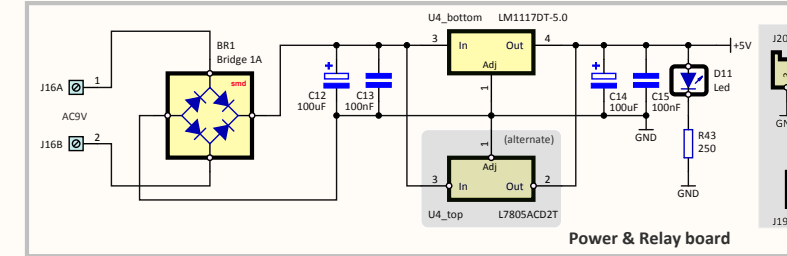 U4_bottom LM1117DT-5.0
BR1
Bridge 1A
3 In Out 4
+5V
J20
J16A 1
smd
Adj
C12
100uF
C13
100nF
C14
100uF
C15
100nF
D11
Led
AC9V
1
J16B 2
(alternate)
GND
R43
250
1
Adj
3 In Out 2
GND
U4_top L7805ACD2T
J19
Power & Relay board